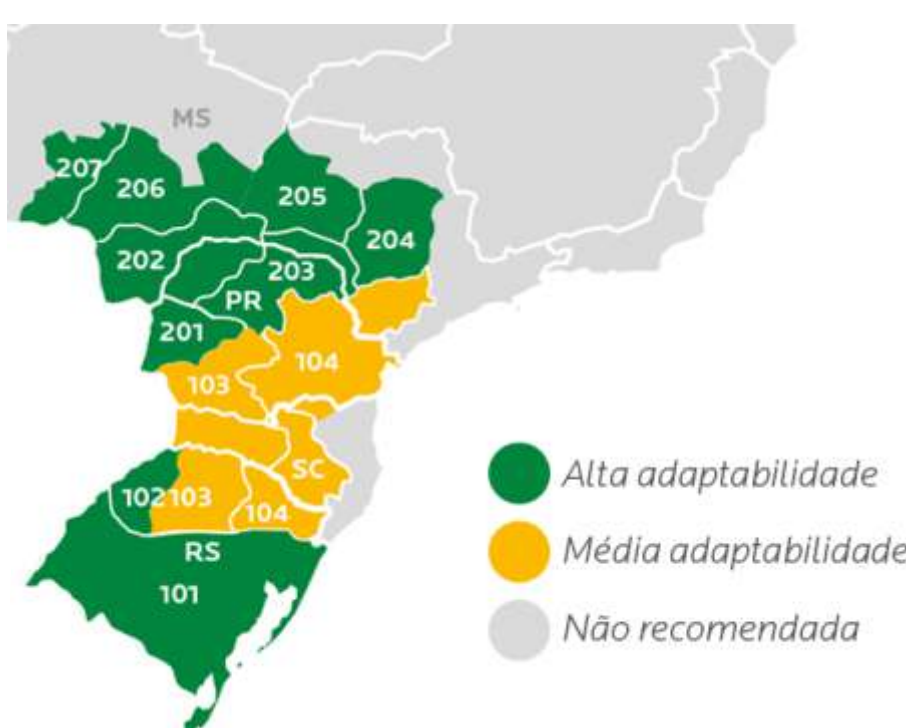 MS
207
206
205
204
202
203
PR
201
104
103
SC
102
103
104
RS
101
Alta adaptabilidade
Média adaptabilidade
Não recomendada